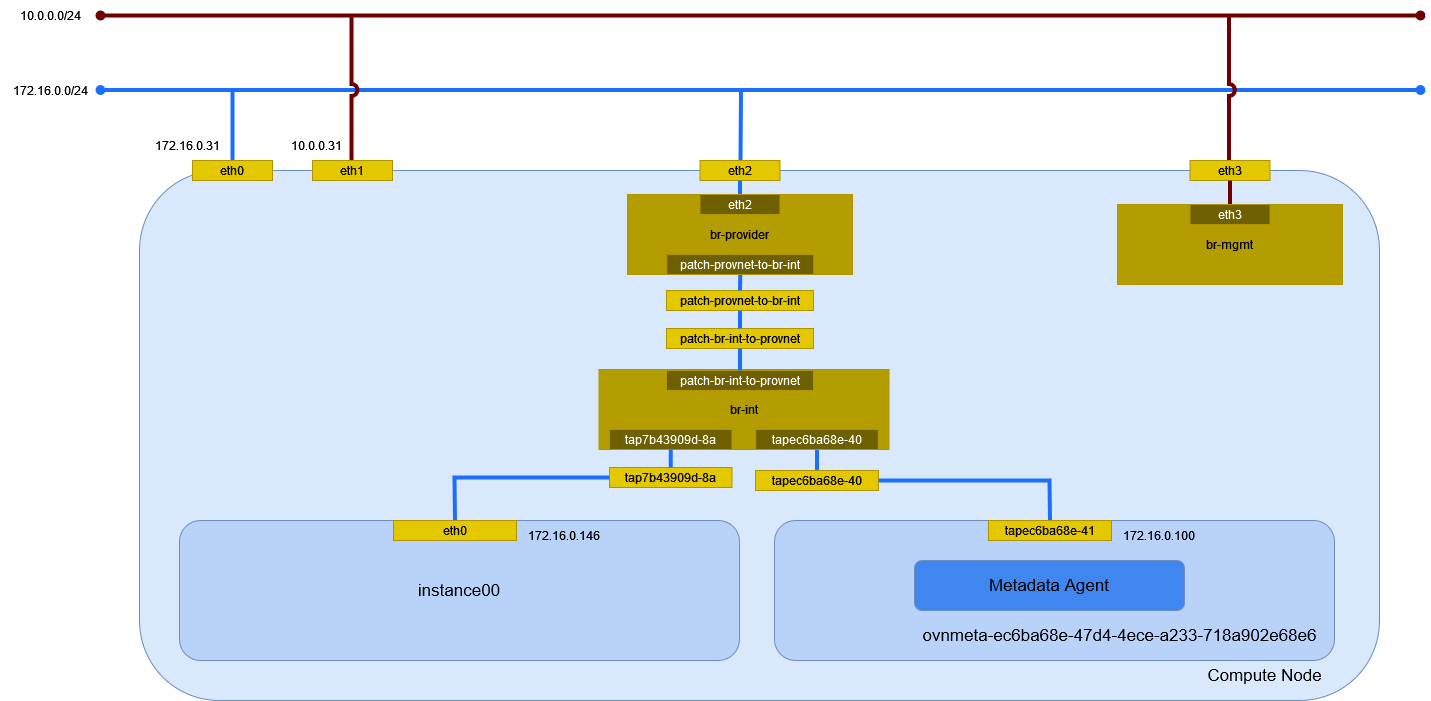 10.0.0.0/24
172.16.0.0/24
172.16.0.31
10.0.0.31
eth0
eth1
eth2
eth3
eth2
eth3
br-provider
br-mgmt
patch-provnet-to-br-int
patch-provnet-to-br-int
patch-br-int-to-provnet
patch-br-int-to-provnet
br-int
tap7b43909d-8a
tapec6ba68e-40
tap7b43909d-8a
tapec6ba68e-40
eth0
172.16.0.146
tapec6ba68e-41
172.16.0.100
instance00
Metadata Agent
ovnmeta-ec6ba68e-47d4-4ece-a233-718a902e68e6
Compute Node